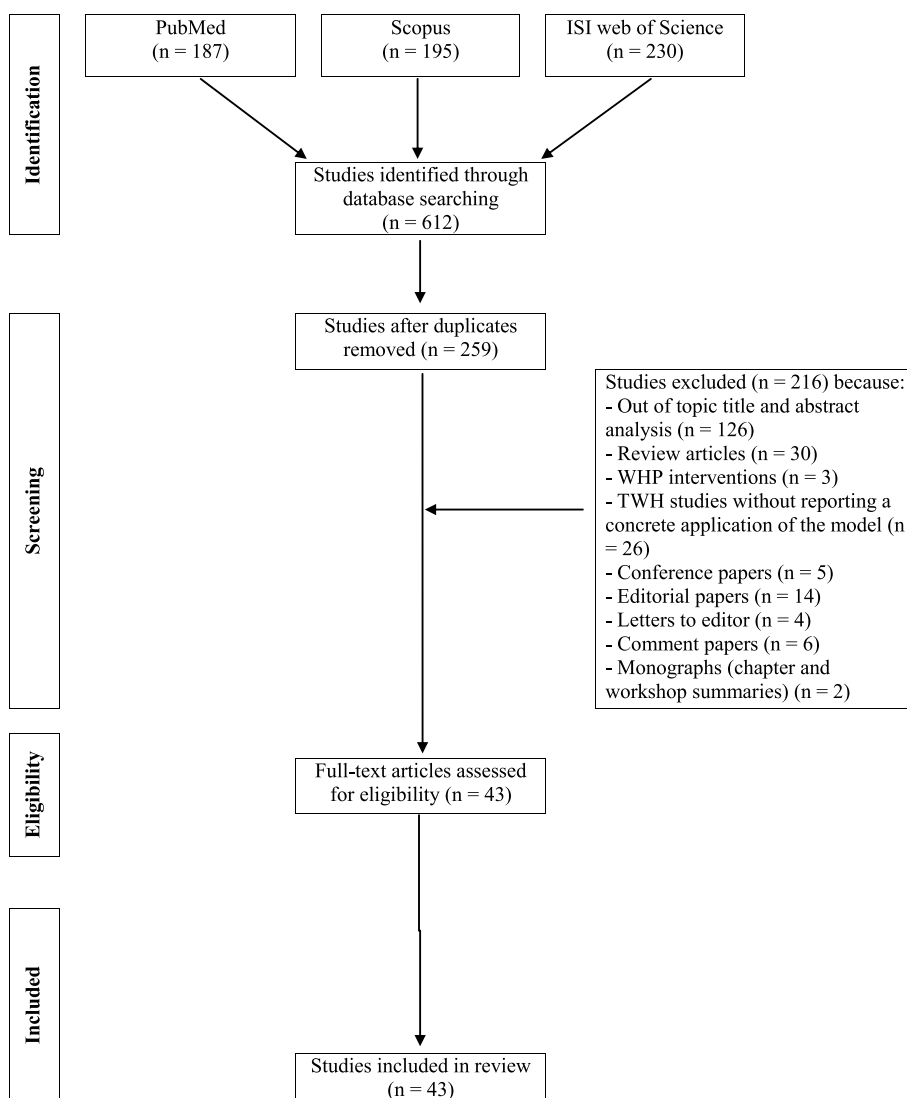 PubMed
(n = 187)
Scopus
(n = 195)
ISI web of Science
(n = 230)
Identification
Studies identified through
database searching
(n = 612)
Screening
Studies after duplicates
removed (n = 259)
Studies excluded (n = 216) because:
- Out of topic title and abstract
analysis (n = 126)
- Review articles (n = 30)
- WHP interventions (n = 3)
- TWH studies without reporting a
concrete application of the model (n
= 26)
- Conference papers (n = 5)
- Editorial papers (n = 14)
- Letters to editor (n = 4)
- Comment papers (n = 6)
- Monographs (chapter and
workshop summaries) (n = 2)
Eligibility
Full-text articles assessed
for eligibility (n = 43)
Included
Studies included in review
(n = 43)